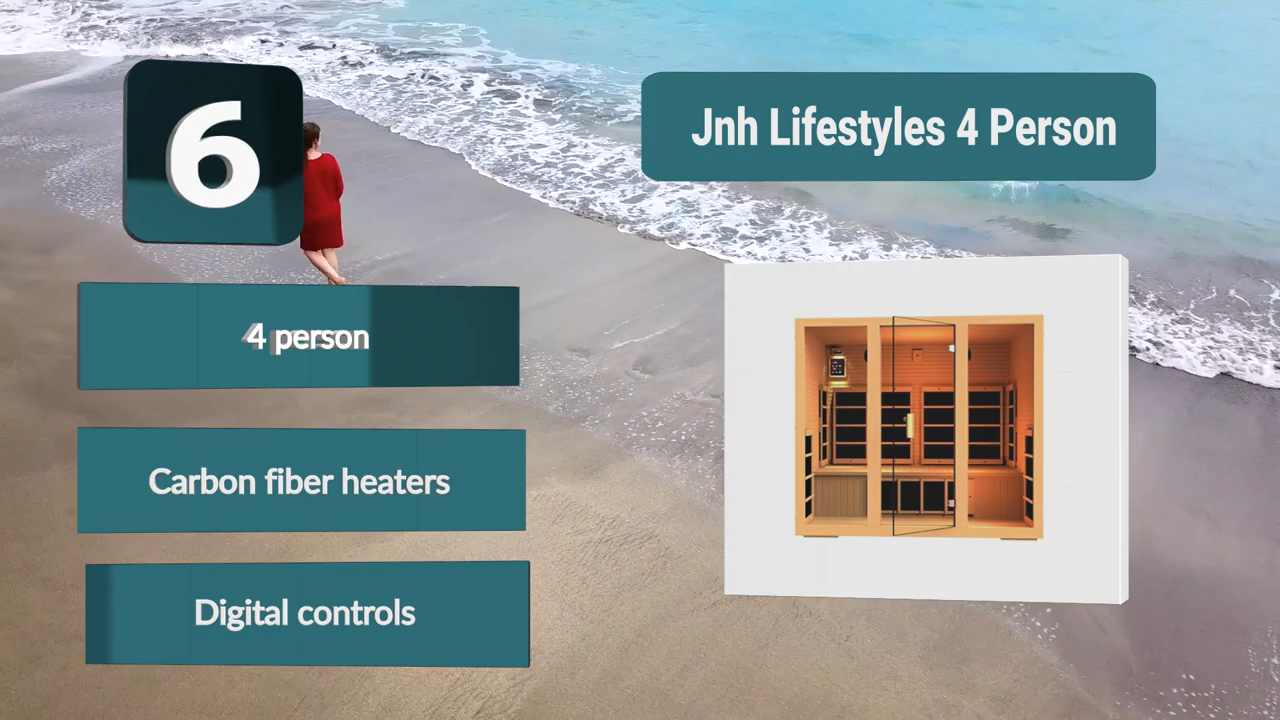 6
Jnh Lifestyles 4 Person
4 person
Carbon fiber heaters
Digital controls